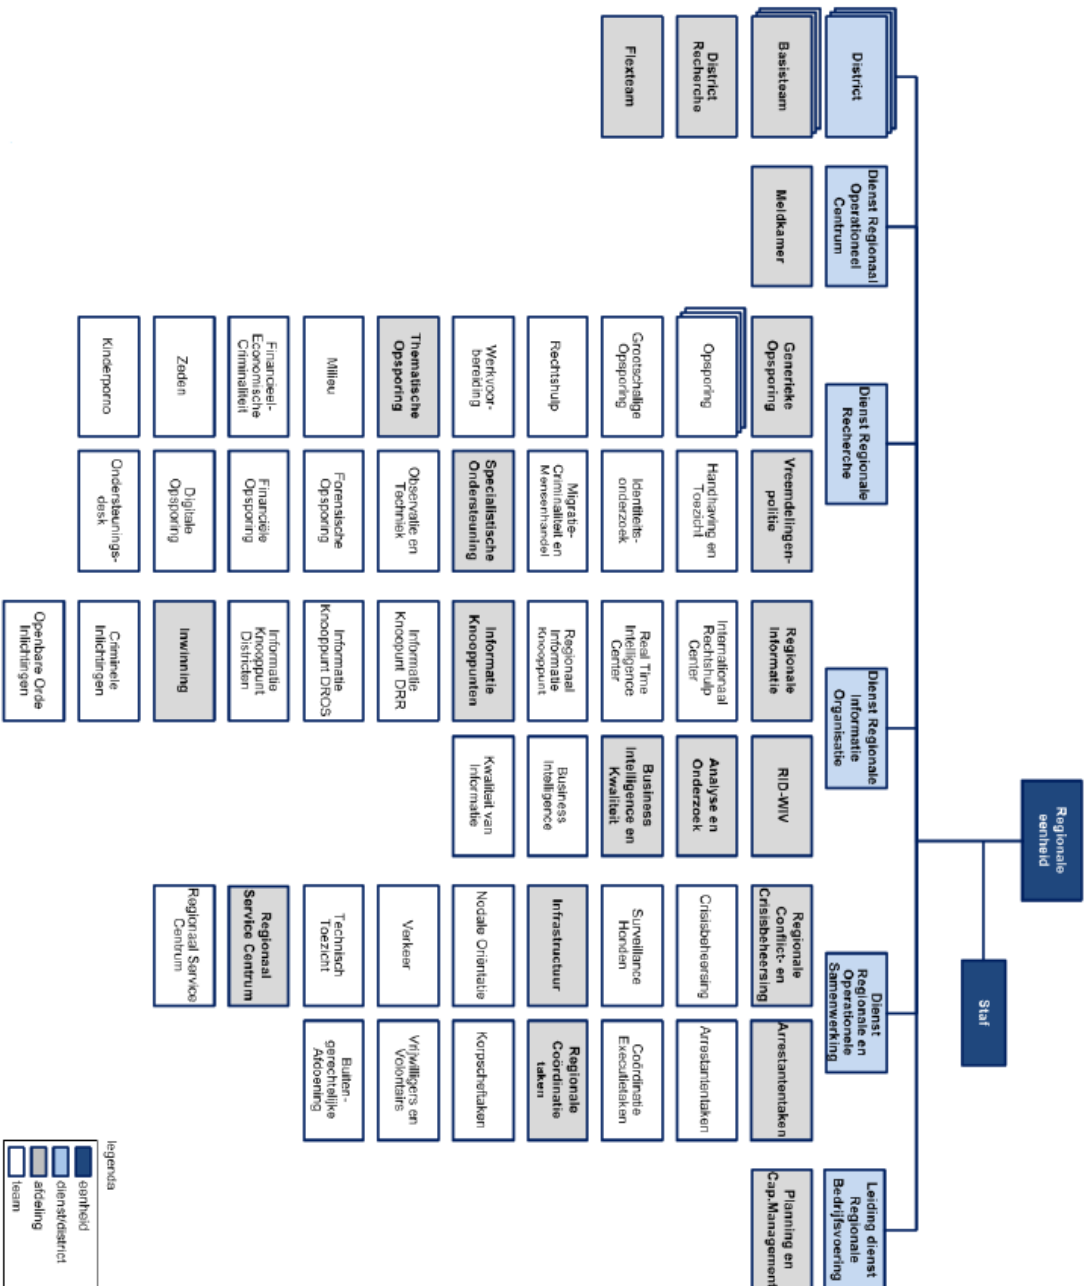 Regionale
eenheid
Staf
District
Basisteam
District
Recherche
Flexteam
Dienst Regionaal
Operationeel
Centrum
Meldkamer
Dienst Regionale
Recherche
Generieke
Opsporing
Opsporing
Grootschalige
Opsporing
Rechtshulp
Werkvoor-
bereiding
Thematische
Opsporing
Milieu
Financieel-
Economische
Criminaliteit
Zeden
Kinderporno
Vreemdelingen-
politie
Handhaving en
Toezicht
Identiteits-
onderzoek
Migratie-
Criminaliteit en
Mensenhandel
Specialistische
Ondersteuning
Observatie en
Techniek
Forensische
Opsporing
Financiële
Opsporing
Digitale
Opsporing
Ondersteunings-
desk
Dienst Regionale
Informatie
Organisatie
Regionale
Informatie
Internationaal
Rechtshulp
Center
Real Time
Intelligence
Center
Regionaal
Informatie
Knooppunt
Informatie
Knooppunten
Informatie
Knooppunt DRR
Informatie
Knooppunt DROS
Informatie
Knooppunt
Districten
Inwinning
Criminele
Inlichtingen
Openbare Orde
Inlichtingen
RID-WIV
Analyse en
Onderzoek
Business
Intelligence en
Kwaliteit
Business
Intelligence
Kwaliteit van
Informatie
Dienst
Regionale en
Operationele
Samenwerking
Regionale
Conflict- en
Crisisbeheersing
Crisisbeheersing
Surveillance
Honden
Infrastructuur
Nodale Oriëntatie
Verkeer
Technisch
Toezicht
Regionaal
Service Centrum
Regionaal Service
Centrum
Arrestantentaken
Arrestantentaken
Coördinatie
Executietaken
Regionale
Coördinatie
taken
Korpscheftaken
Vrijwilligers en
Volontairs
Buiten-
gerechtelijke
Afdoening
Leiding dienst
Regionale
Bedrijfsvoering
Planning en
Cap.Management
legenda
eenheid
dienst/district
afdeling
team